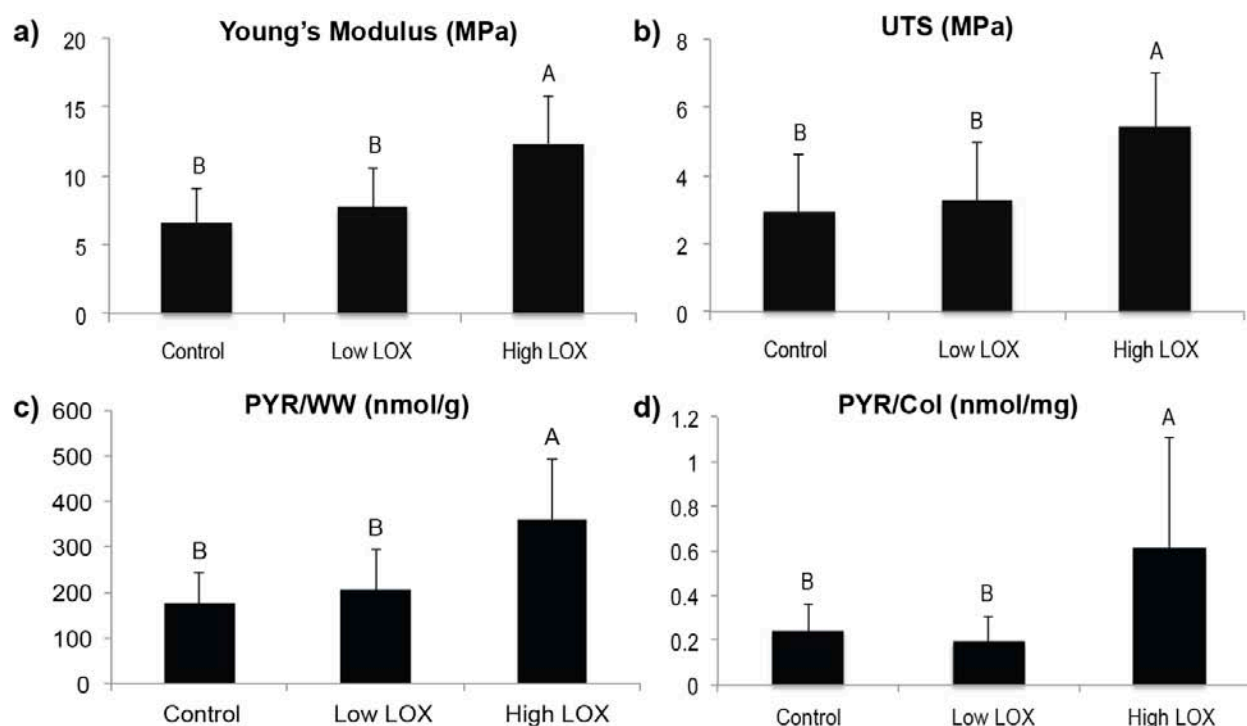 a) Young’s Modulus (MPa)
20
15
10
5
0
B
B
A
Control Low LOX High LOX
b) UTS (MPa)
8
6
4
2
0
B
B
A
Control Low LOX High LOX
c) PYR/WW (nmol/g)
600
500
400
300
200
100
0
B
B
A
Control Low LOX High LOX
d) PYR/Col (nmol/mg)
1.2
1
0.8
0.6
0.4
0.2
0
B
B
A
Control Low LOX High LOX